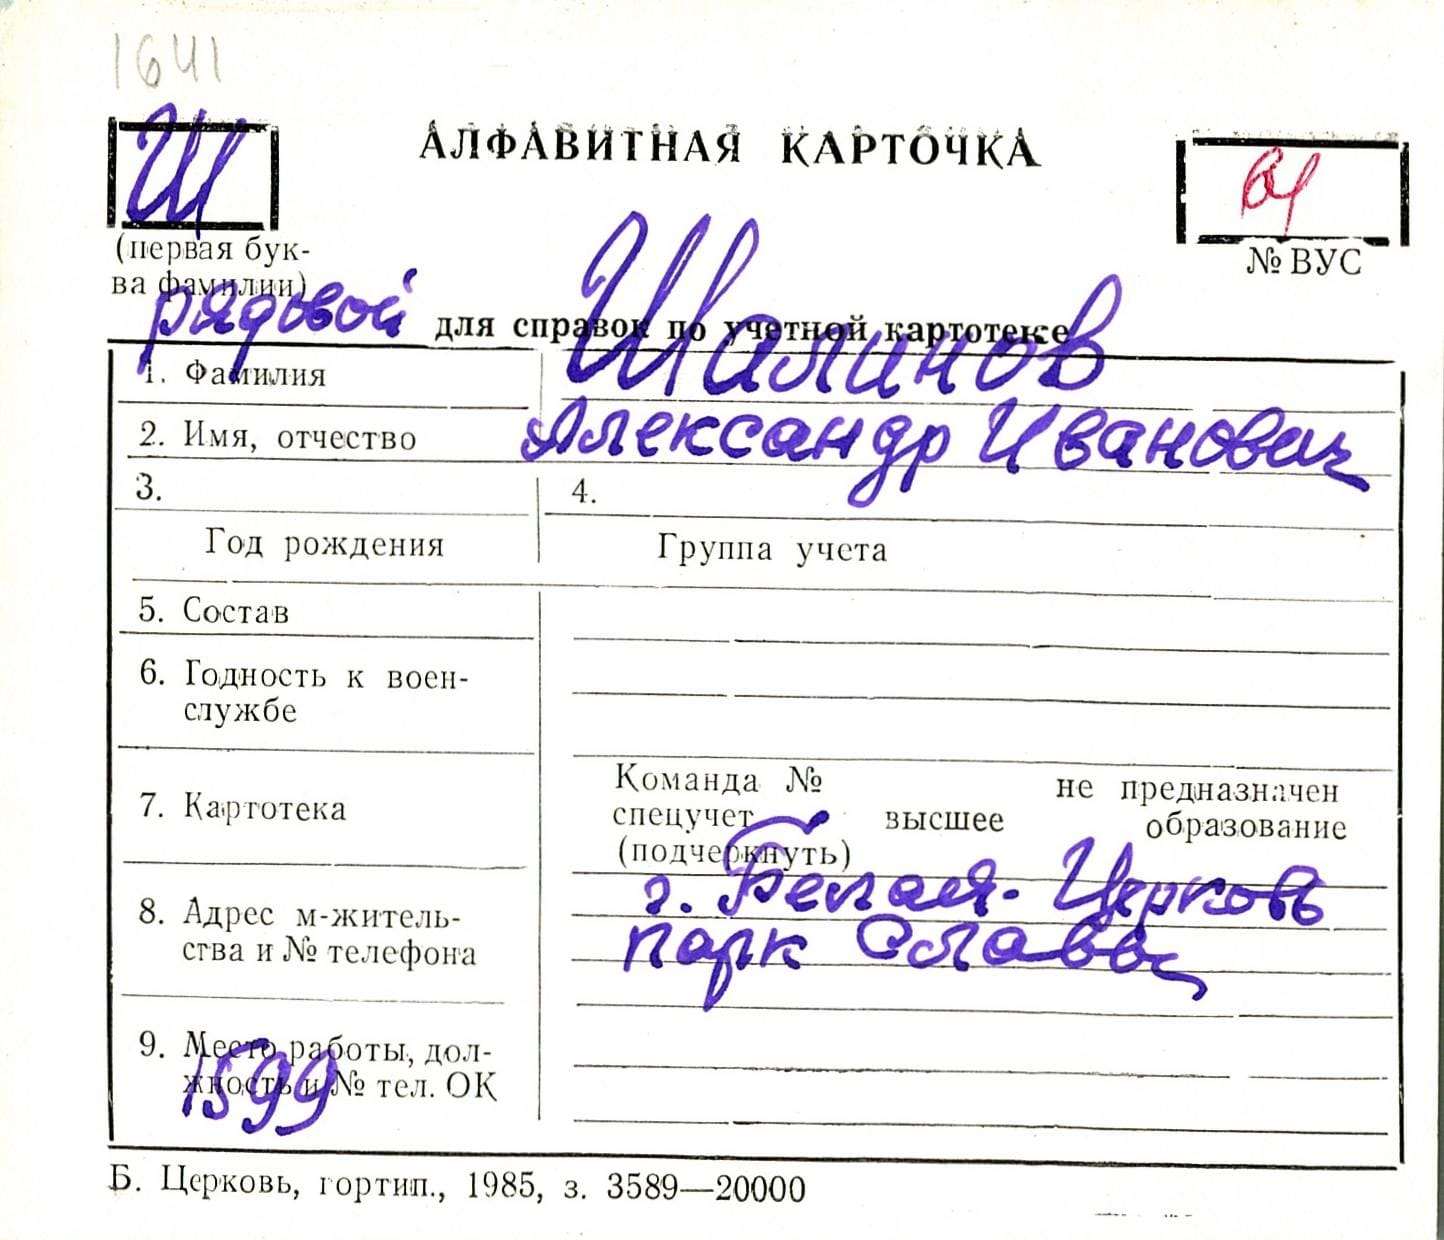 1641
Ш
АЛФАВИТНАЯ КАРТОЧКА
(первая бук-
ва фамилии)
№ ВУС
рядовой для справок по учетной картотеке
1. Фамилия Шалинов
2. Имя, отчество Александр Иванович
3. 4.
Год рождения Группа учета
5. Состав
6. Годность к воен-
службе
7. Картотека
Команда № не предназначен
спецучет высшее образование
(подчеркнуть)
8. Адрес м-житель-
ства и № телефона
г. Белая-Церковь
парк Славы
9. Место работы, дол-
жность и № тел. ОК
1599
Б. Церковь, гортип., 1985, з. 3589—20000